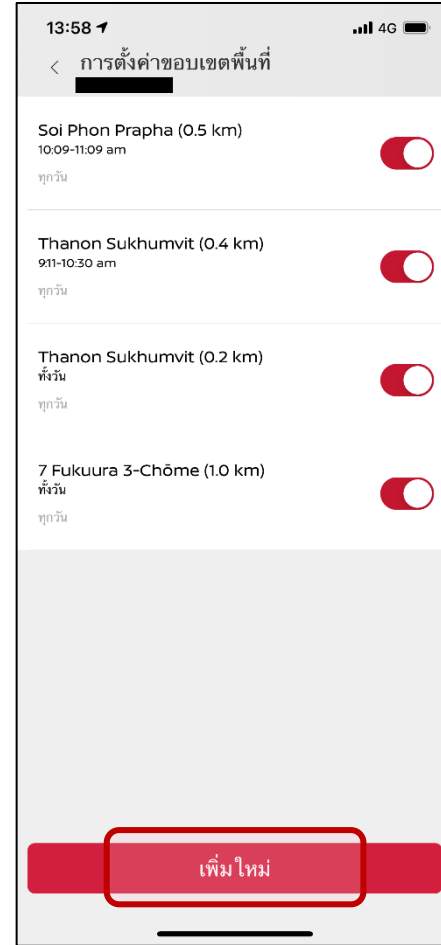 13:58
4G
การตั้งค่าขอบเขตพื้นที่
Soi Phon Prapha (0.5 km)
10:09-11:09 am
ทุกวัน
Thanon Sukhumvit (0.4 km)
9:11-10:30 am
ทุกวัน
Thanon Sukhumvit (0.2 km)
ทั้งวัน
ทุกวัน
7 Fukuura 3-Chōme (1.0 km)
ทั้งวัน
ทุกวัน
เพิ่มใหม่